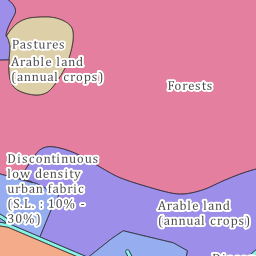 Pastures
Arable land
(annual crops)
Forests
Discontinuous
low density
urban fabric
(S.L. : 10% -
30%)
Arable land
(annual crops)